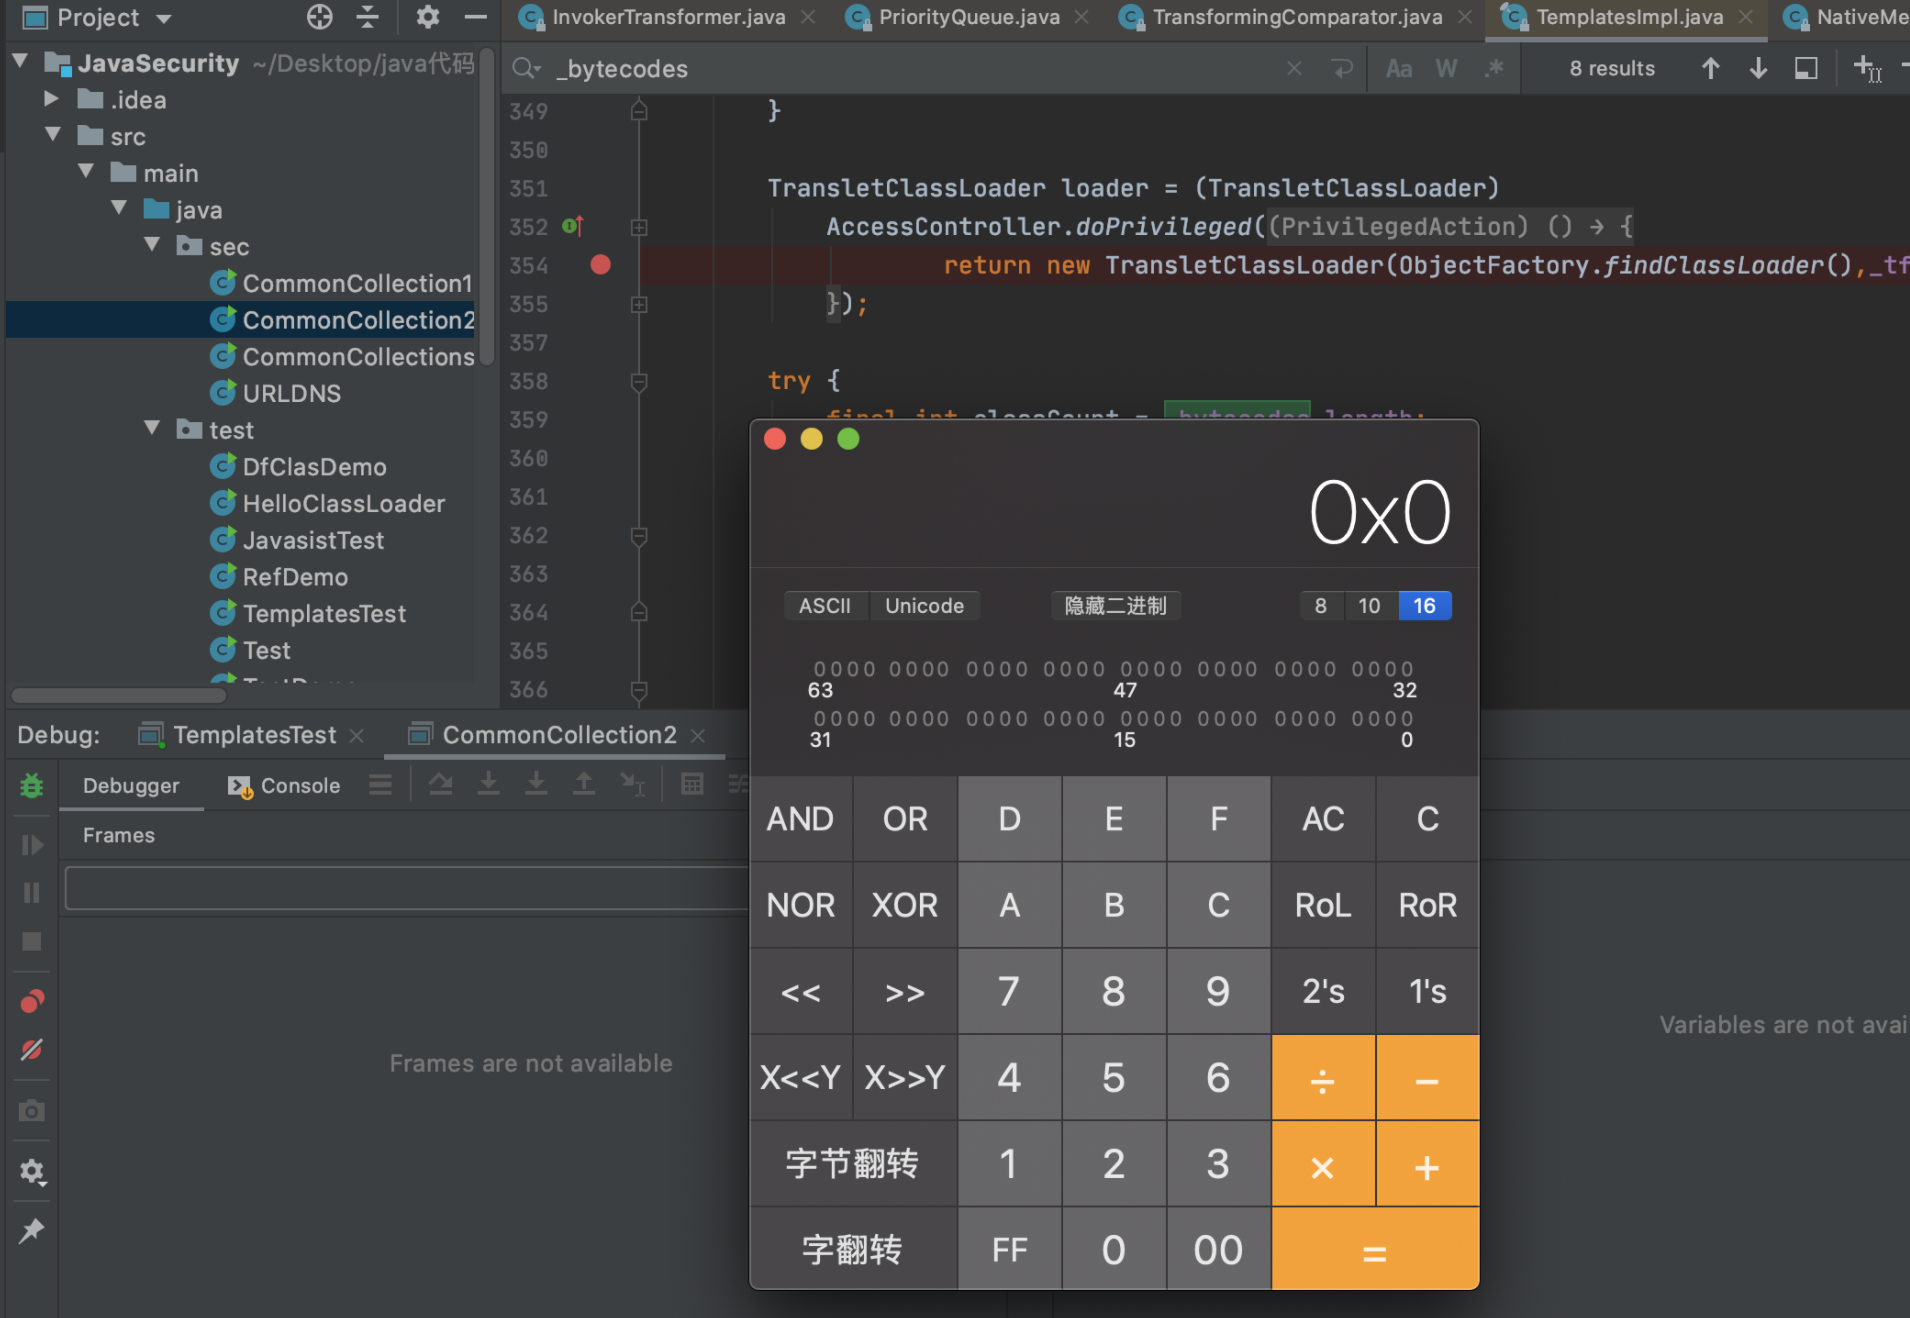 Project
InvokerTransformer.java
PriorityQueue.java
TransformingComparator.java
TemplatesImpl.java
NativeMe
JavaSecurity ~/Desktop/java代码
.idea
src
main
java
sec
CommonCollection1
CommonCollection2
CommonCollections
URLDNS
test
DfClasDemo
HelloClassLoader
JavasistTest
RefDemo
TemplatesTest
Test
_bytecodes
Aa W .*
8 results
349 }
350
351 TransletClassLoader loader = (TransletClassLoader)
352 AccessController.doPrivileged((PrivilegedAction) () → {
354 return new TransletClassLoader(ObjectFactory.findClassLoader(),_tf
355 });
357
358 try {
359 final int classCount = _bytecodes.length;
360
361
362
363
364
365
366
0x0
ASCII Unicode
隐藏二进制
8 10 16
0000 0000 0000 0000 0000 0000 0000 0000
63 47 32
0000 0000 0000 0000 0000 0000 0000 0000
31 15 0
AND OR D E F AC C
NOR XOR A B C RoL RoR
<< >> 7 8 9 2's 1's
X<<Y X>>Y 4 5 6 ÷ −
字节翻转 1 2 3 × +
字翻转 FF 0 00 =
Debug:
TemplatesTest
CommonCollection2
Debugger
Console
Frames
Frames are not available
Variables are not avai